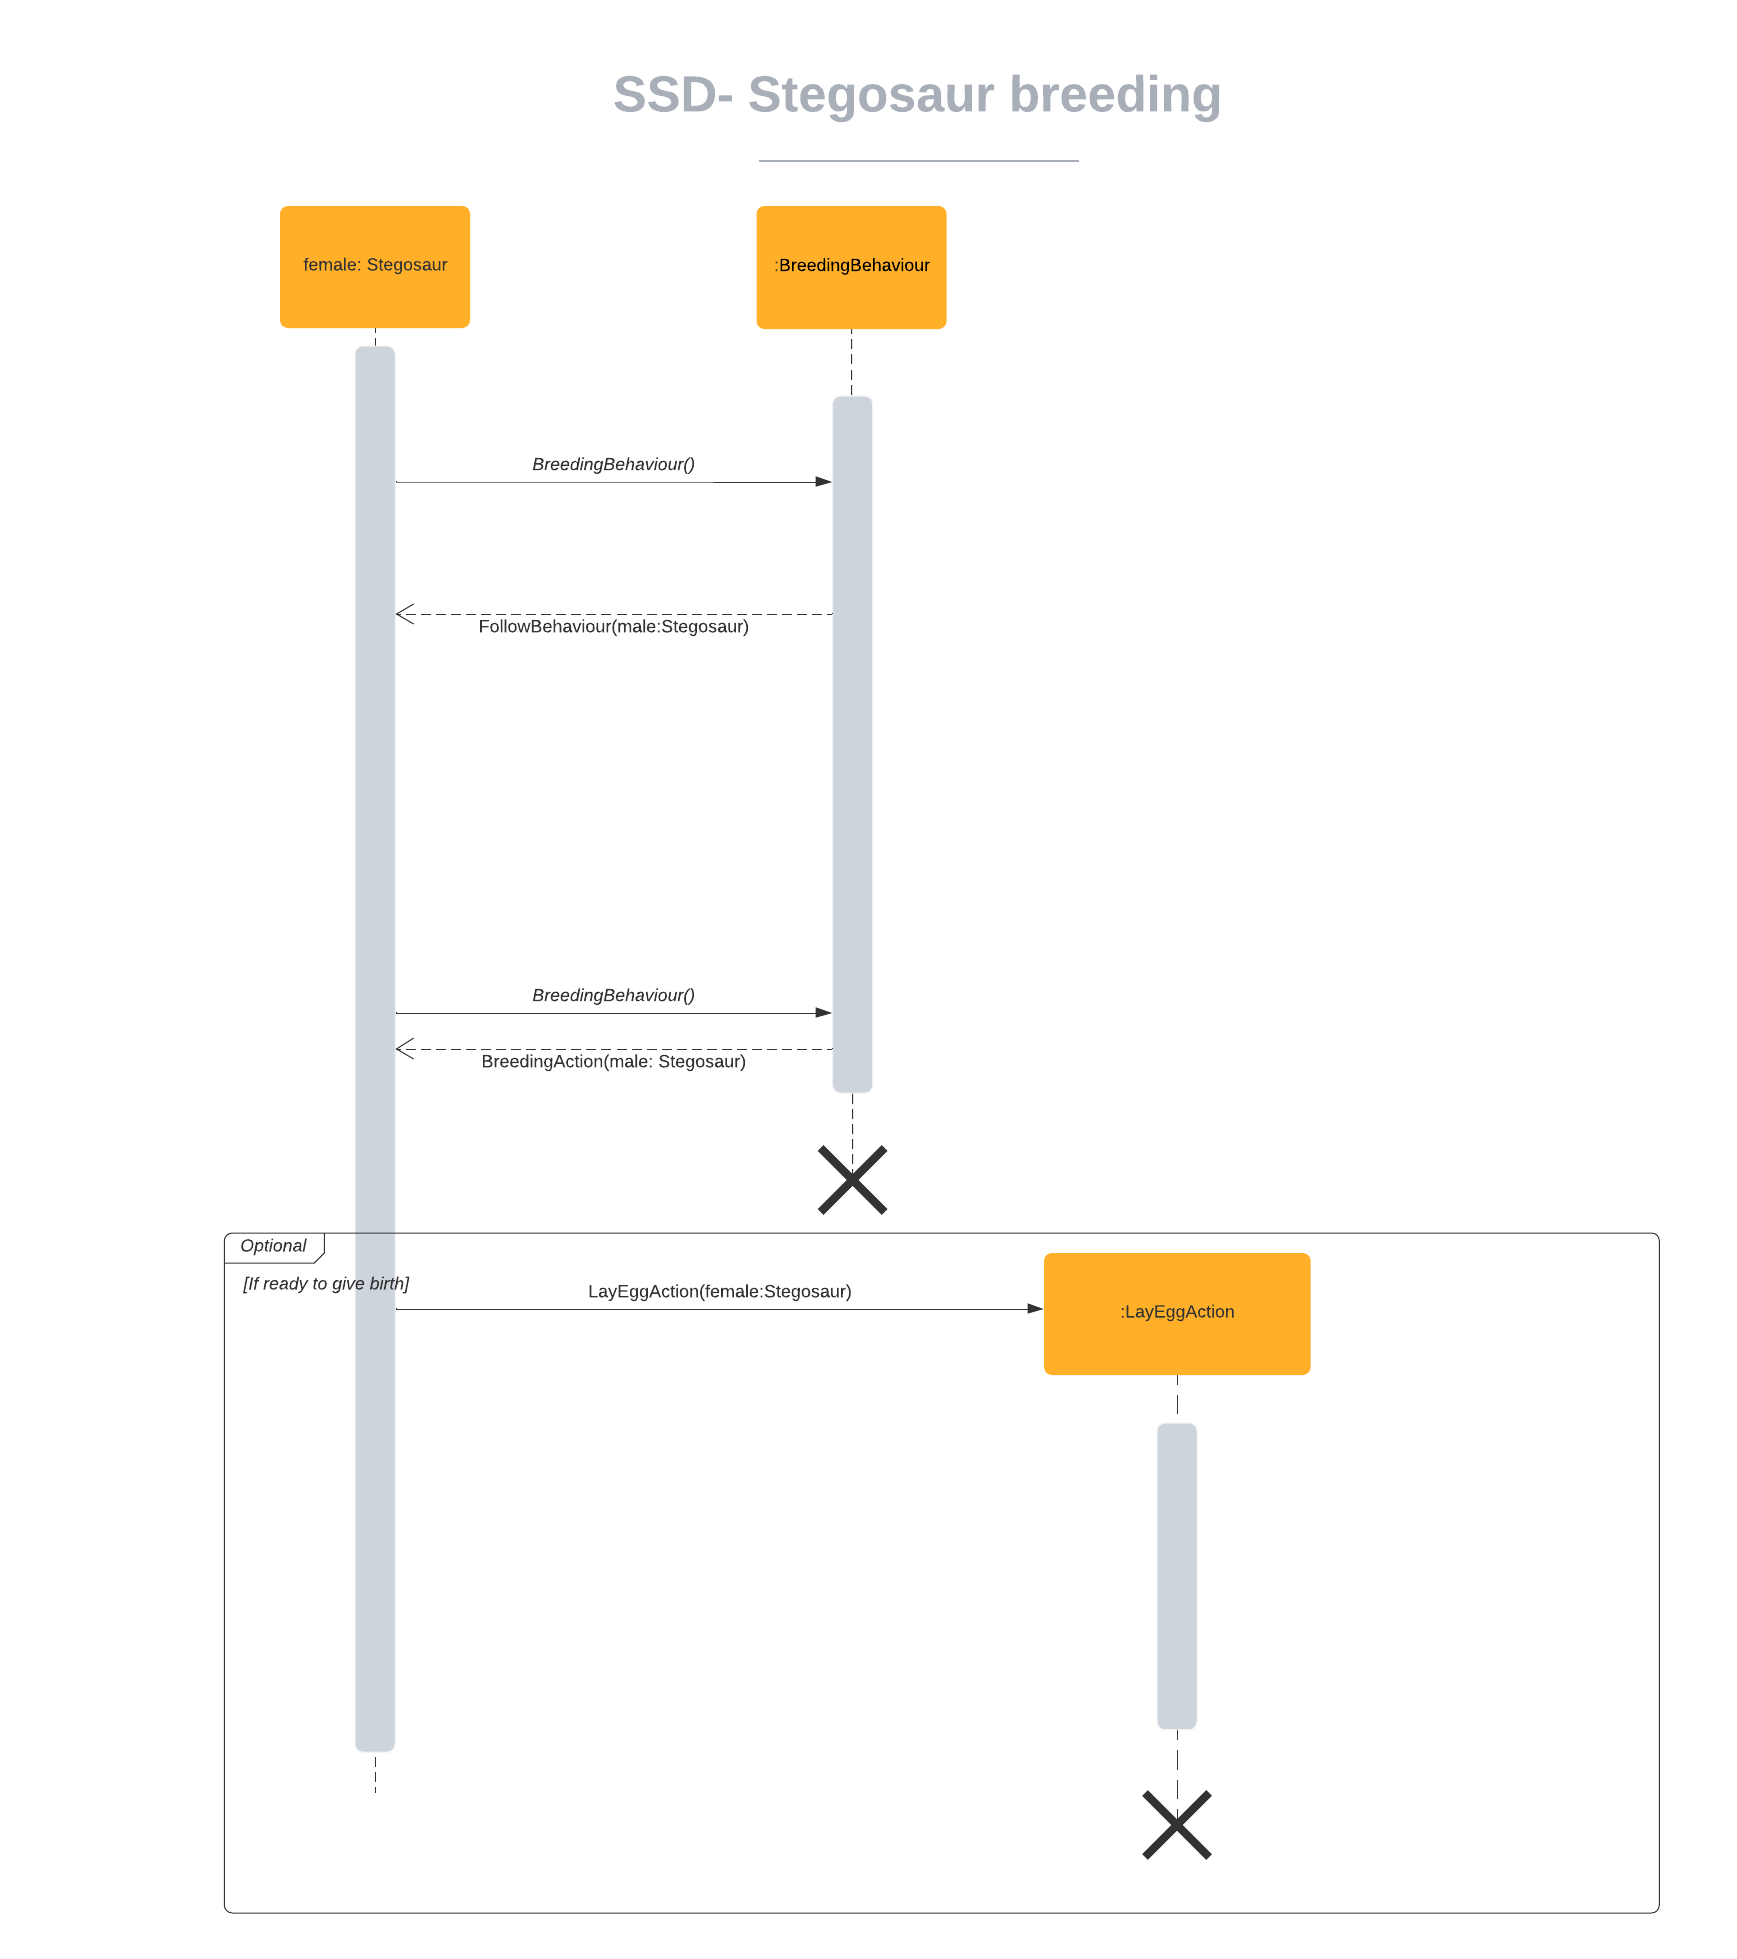 SSD- Stegosaur breeding
female: Stegosaur
:BreedingBehaviour
BreedingBehaviour()
FollowBehaviour(male:Stegosaur)
BreedingBehaviour()
BreedingAction(male: Stegosaur)
Optional
[If ready to give birth]
LayEggAction(female:Stegosaur)
:LayEggAction